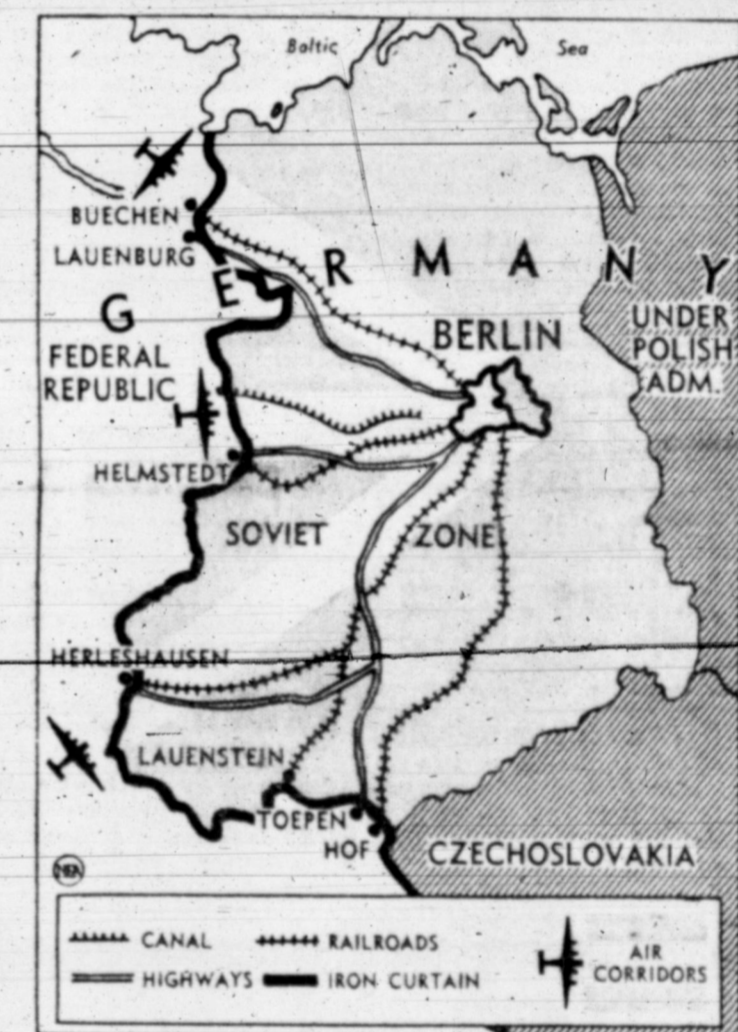 Baltic Sea
BUECHEN
LAUENBURG
GERMANY
FEDERAL
REPUBLIC
BERLIN
UNDER
POLISH
ADM.
HELMSTEDT
SOVIET ZONE
HERLESHAUSEN
LAUENSTEIN
TOEPEN
HOF
CZECHOSLOVAKIA
NEA
CANAL
RAILROADS
HIGHWAYS
IRON CURTAIN
AIR
CORRIDORS